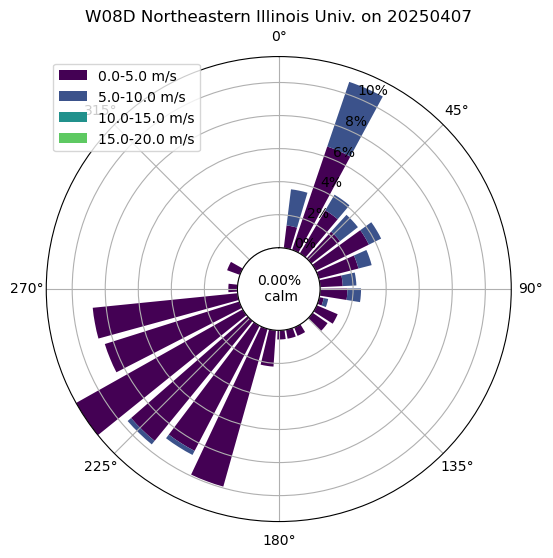 W08D Northeastern Illinois Univ. on 20250407
0°
0.0-5.0 m/s
5.0-10.0 m/s
10.0-15.0 m/s
15.0-20.0 m/s
315°
45°
10%
8%
6%
4%
2%
0%
270°
0.00%
calm
90°
225°
135°
180°